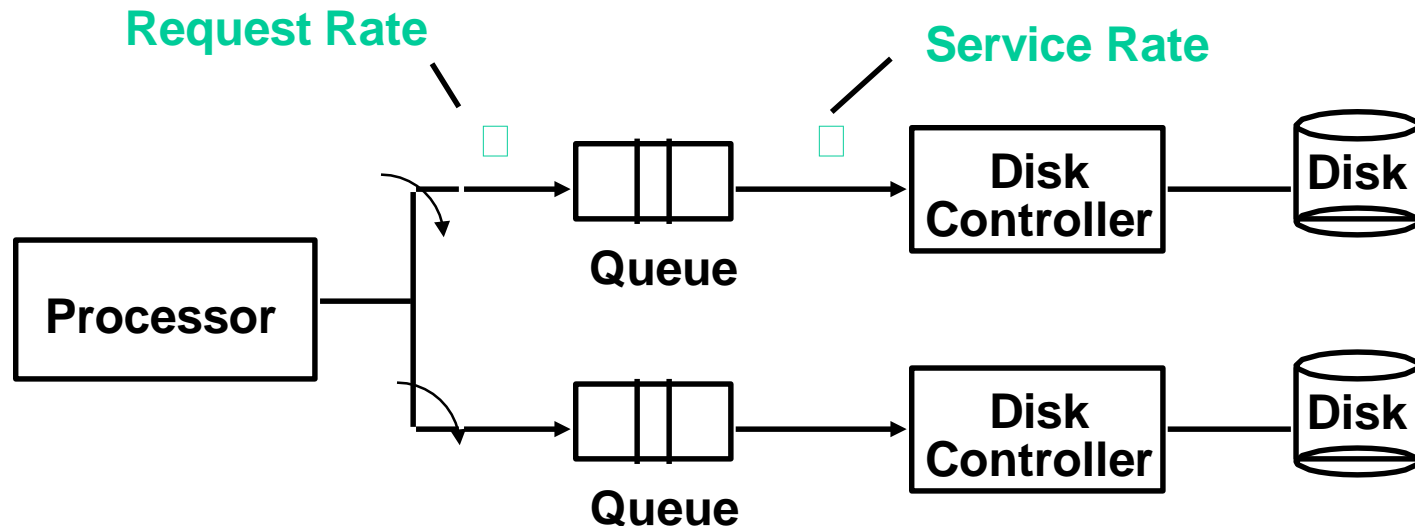 Request Rate
Service Rate
Disk
Controller
Disk
Queue
Processor
Disk
Controller
Disk
Queue